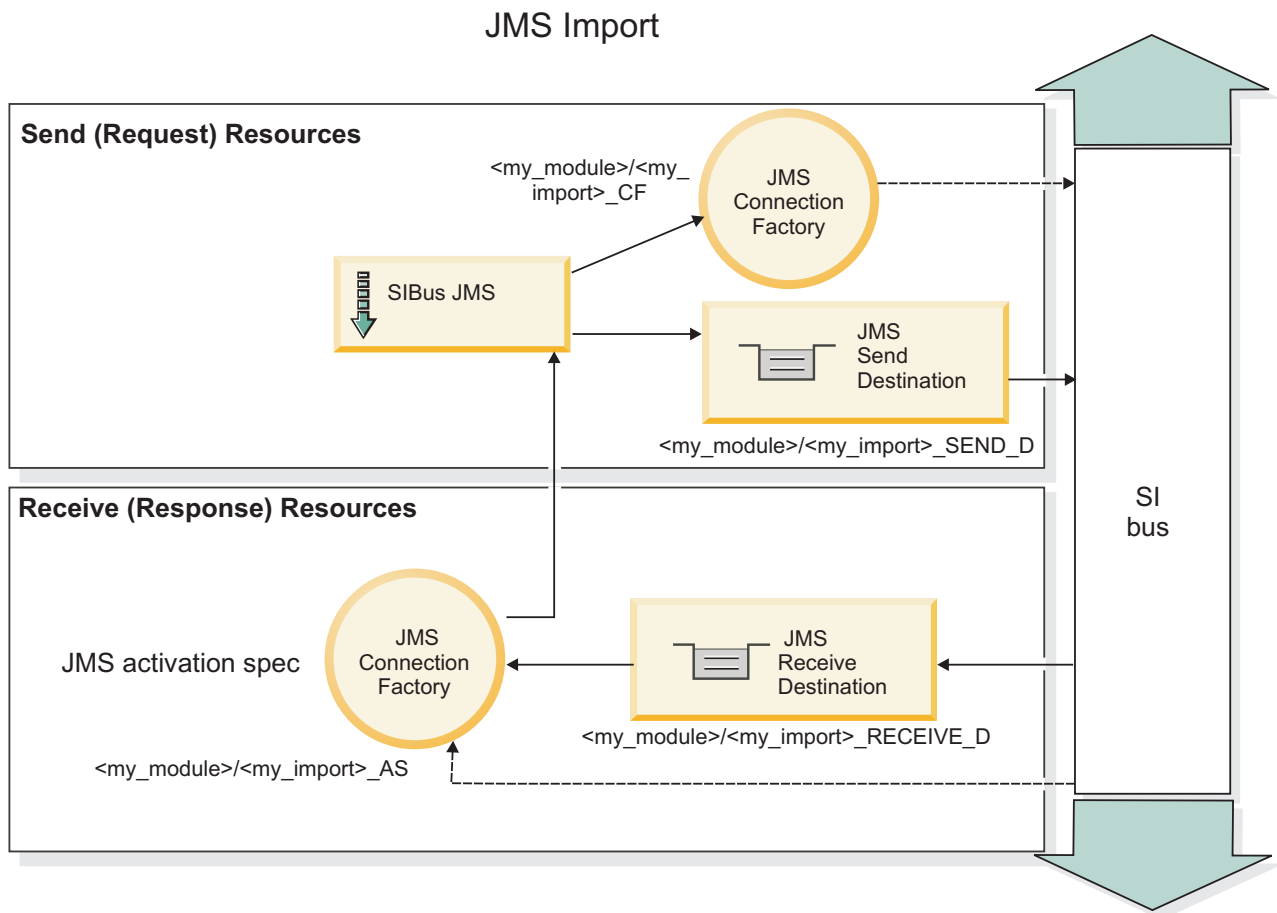 JMS Import
Send (Request) Resources
<my_module>/<my_
import>_CF
JMS
Connection
Factory
SIBus JMS
JMS
Send
Destination
<my_module>/<my_import>_SEND_D
SI
bus
Receive (Response) Resources
JMS activation spec
JMS
Connection
Factory
JMS
Receive
Destination
<my_module>/<my_import>_RECEIVE_D
<my_module>/<my_import>_AS